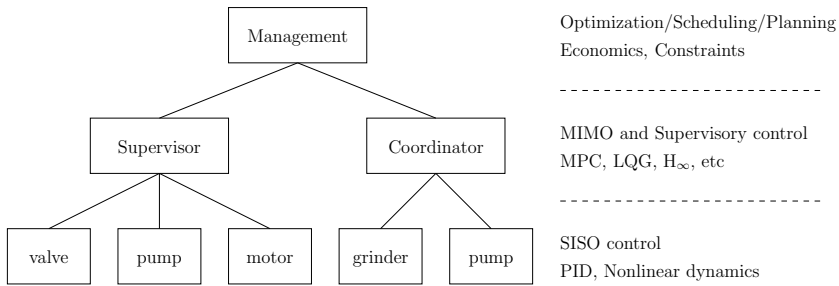 Management
Optimization/Scheduling/Planning
Economics, Constraints
Supervisor
Coordinator
MIMO and Supervisory control
MPC, LQG, H∞, etc
valve
pump
motor
grinder
pump
SISO control
PID, Nonlinear dynamics